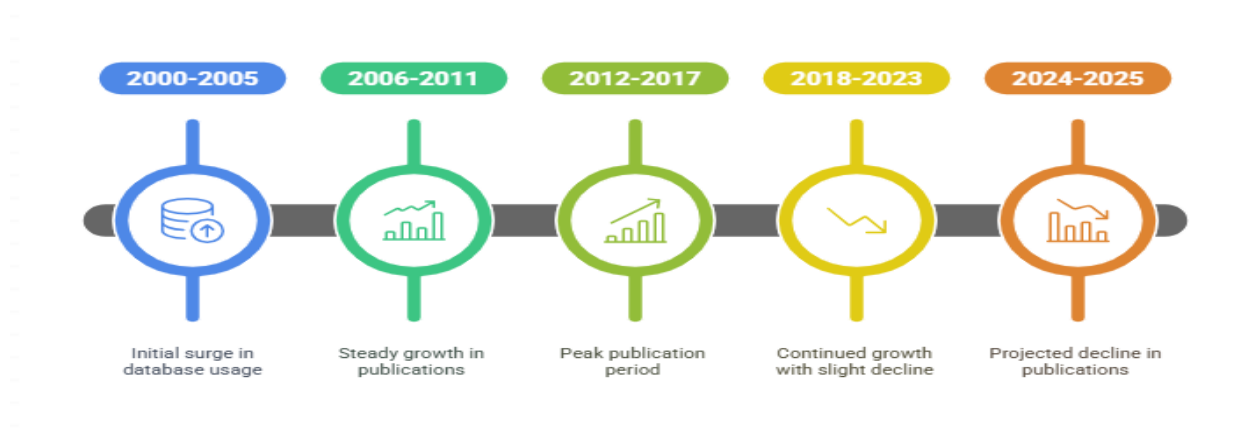 2000-2005
2006-2011
2012-2017
2018-2023
2024-2025
Initial surge in
database usage
Steady growth in
publications
Peak publication
period
Continued growth
with slight decline
Projected decline in
publications